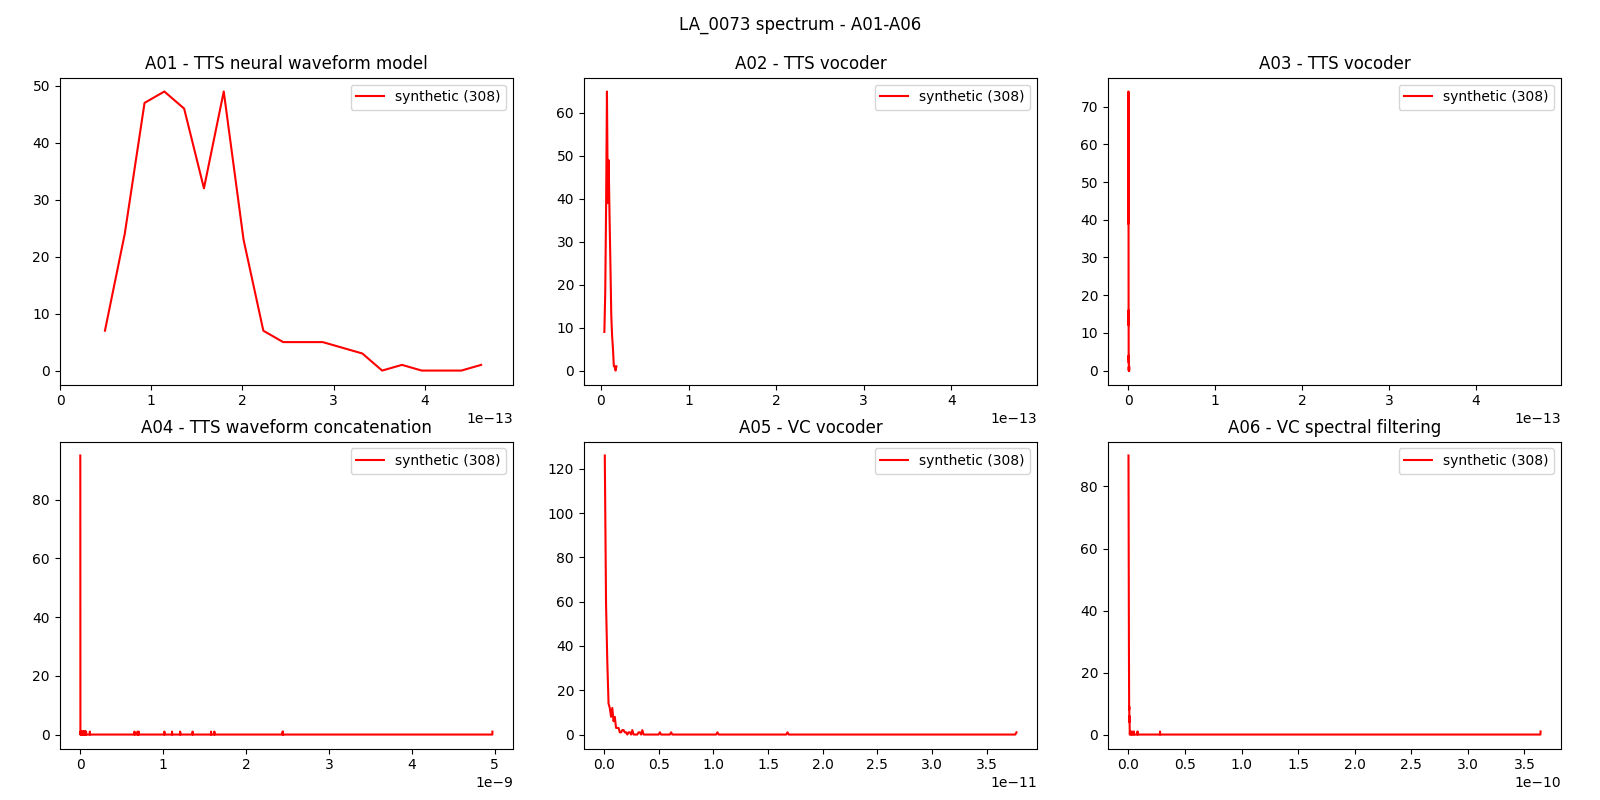 LA_0073 spectrum - A01-A06
A01 - TTS neural waveform model
synthetic (308)
50
40
30
20
10
0
0 1 2 3 4
1e−13
A02 - TTS vocoder
synthetic (308)
60
50
40
30
20
10
0
0 1 2 3 4
1e−13
A03 - TTS vocoder
synthetic (308)
70
60
50
40
30
20
10
0
0 1 2 3 4
1e−13
A04 - TTS waveform concatenation
synthetic (308)
80
60
40
20
0
0 1 2 3 4 5
1e−9
A05 - VC vocoder
synthetic (308)
120
100
80
60
40
20
0
0.0 0.5 1.0 1.5 2.0 2.5 3.0 3.5
1e−11
A06 - VC spectral filtering
synthetic (308)
80
60
40
20
0
0.0 0.5 1.0 1.5 2.0 2.5 3.0 3.5
1e−10